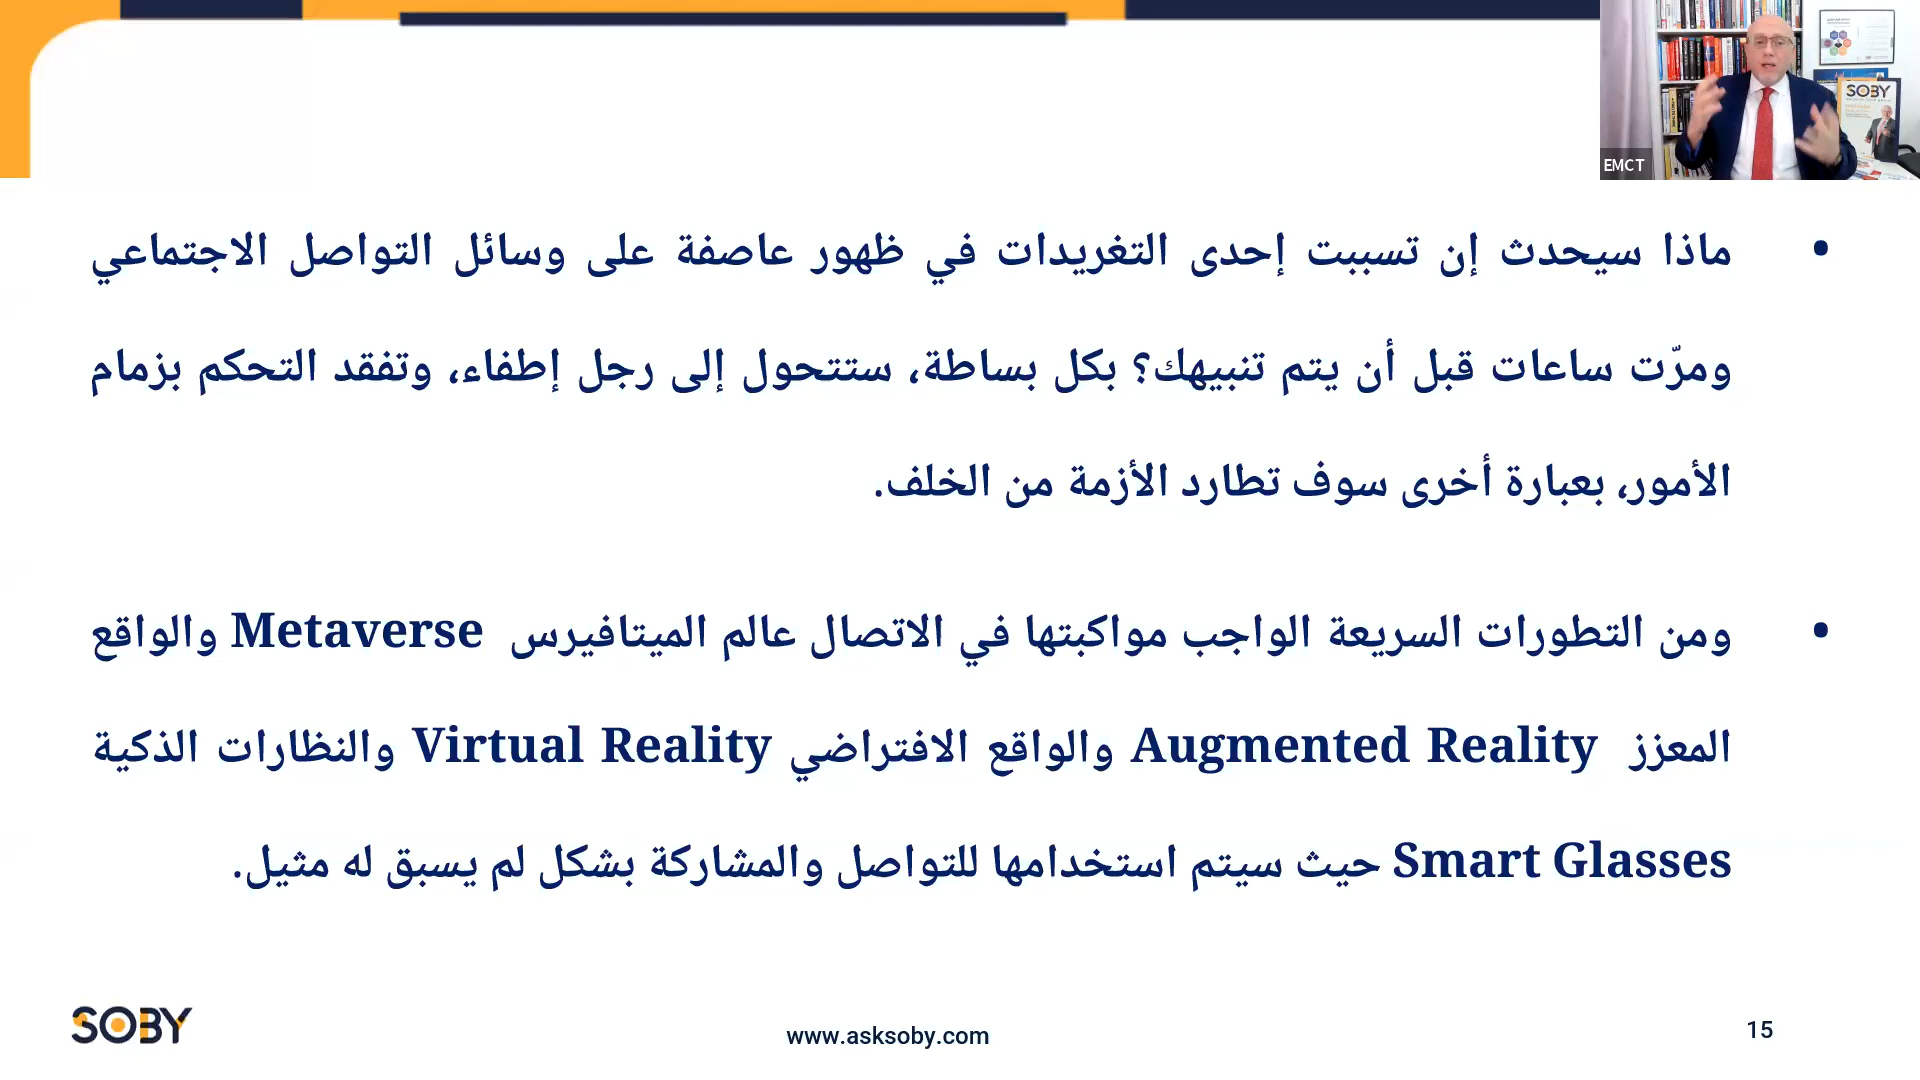 EMCT
SOBY
• ماذا سيحدث إن تسببت إحدى التغريدات في ظهور عاصفة على وسائل التواصل الاجتماعي
ومرّت ساعات قبل أن يتم تنبيهك؟ بكل بساطة، ستتحول إلى رجل إطفاء، وتفقد التحكم بزمام
الأمور، بعبارة أخرى سوف تطارد الأزمة من الخلف.
• ومن التطورات السريعة الواجب مواكبتها في الاتصال عالم الميتافيرس Metaverse والواقع
المعزز Augmented Reality والواقع الافتراضي Virtual Reality والنظارات الذكية
Smart Glasses حيث سيتم استخدامها للتواصل والمشاركة بشكل لم يسبق له مثيل.
SOBY
www.asksoby.com
15